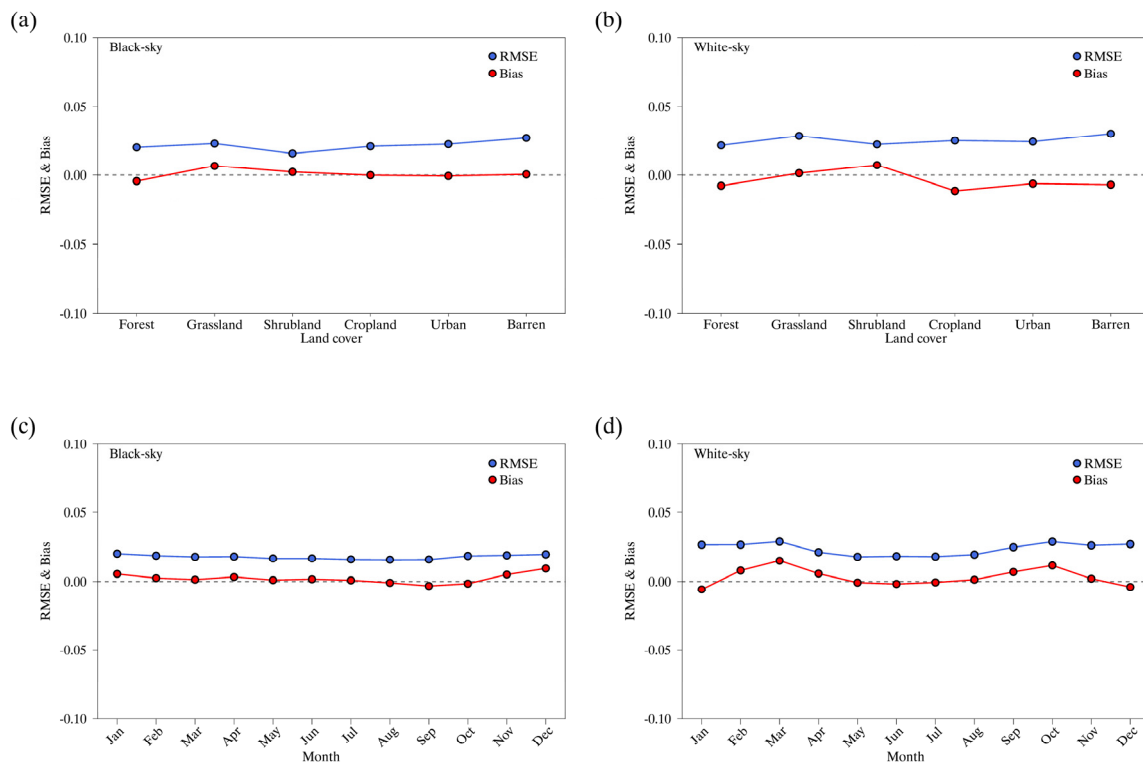 (a)
Black-sky
RMSE
Bias
0.10
0.05
0.00
-0.05
-0.10
RMSE & Bias
Forest Grassland Shrubland Cropland Urban Barren
Land cover
(b)
White-sky
RMSE
Bias
0.10
0.05
0.00
-0.05
-0.10
RMSE & Bias
Forest Grassland Shrubland Cropland Urban Barren
Land cover
(c)
Black-sky
RMSE
Bias
0.10
0.05
0.00
-0.05
-0.10
RMSE & Bias
Jan Feb Mar Apr May Jun Jul Aug Sep Oct Nov Dec
Month
(d)
White-sky
RMSE
Bias
0.10
0.05
0.00
-0.05
-0.10
RMSE & Bias
Jan Feb Mar Apr May Jun Jul Aug Sep Oct Nov Dec
Month